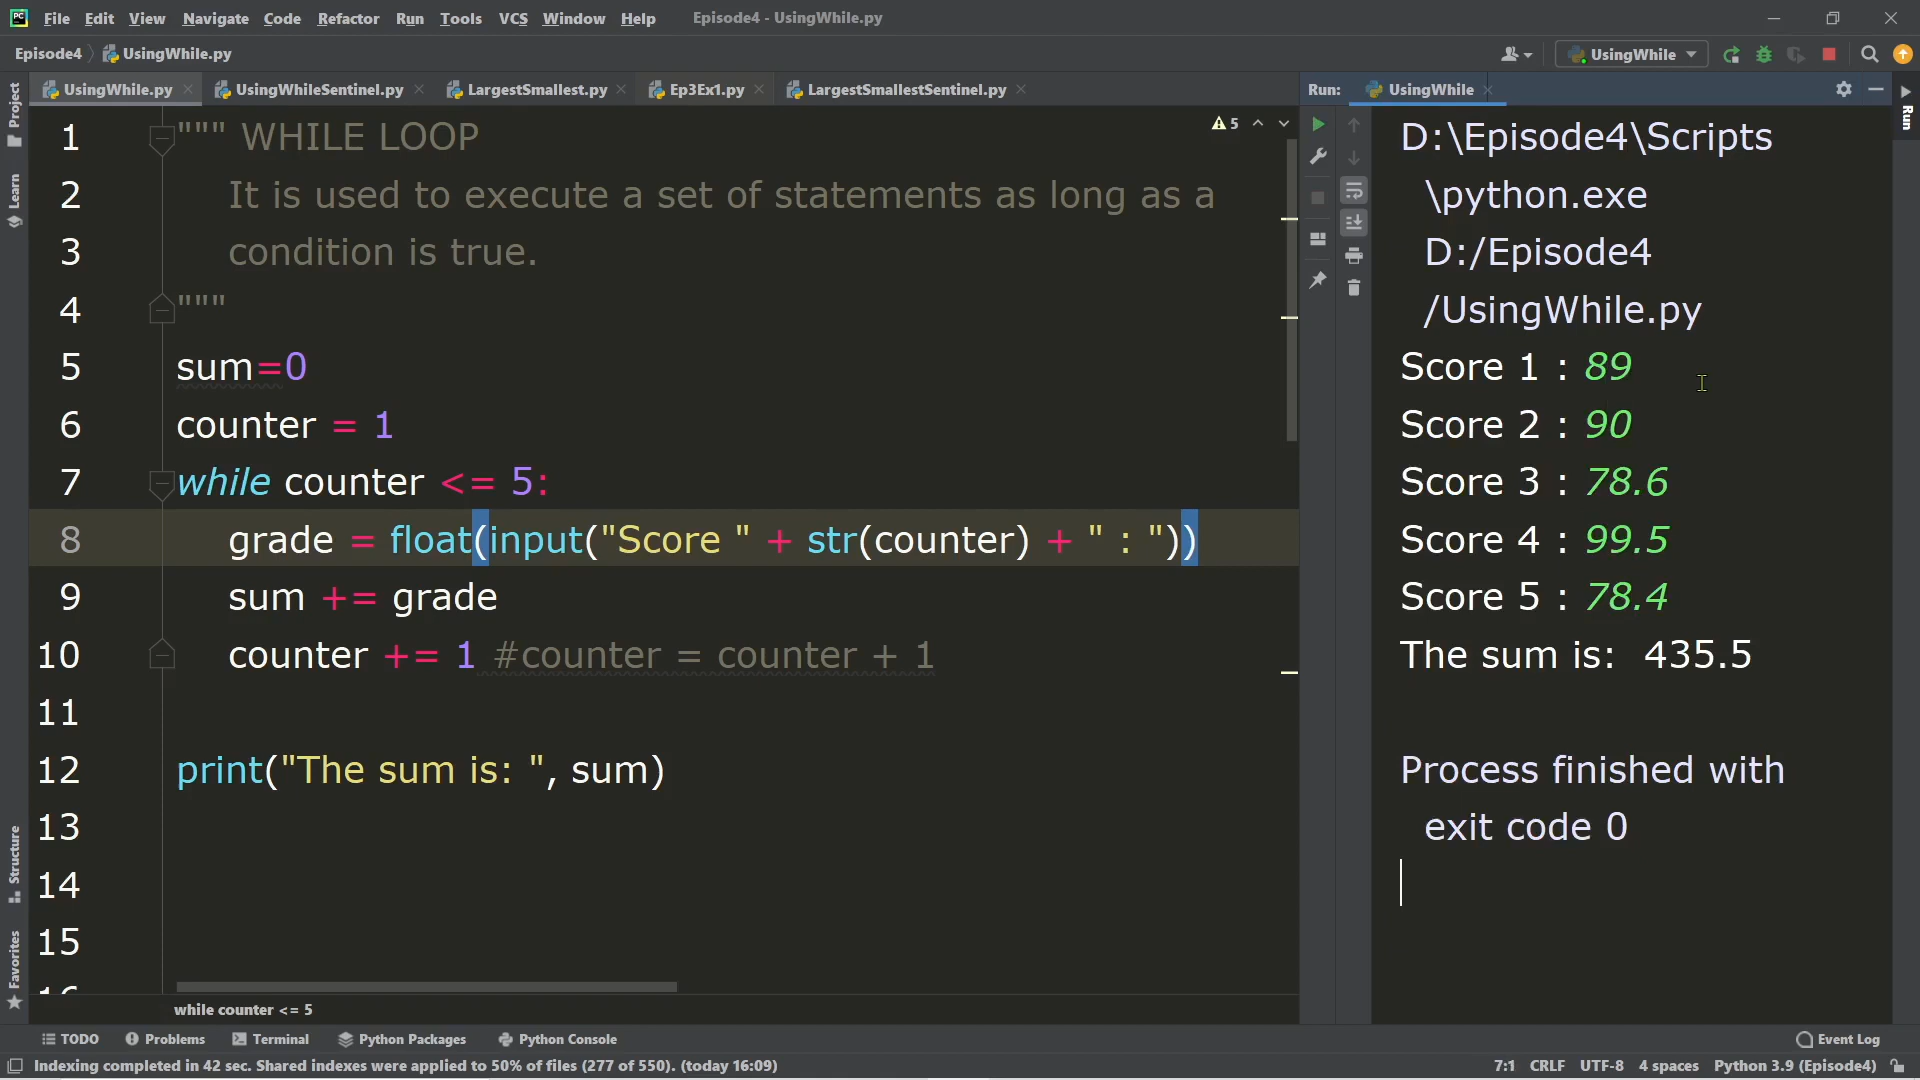 File Edit View Navigate Code Refactor Run Tools VCS Window Help Episode4 - UsingWhile.py
Episode4 UsingWhile.py UsingWhile
UsingWhile.py UsingWhileSentinel.py LargestSmallest.py Ep3Ex1.py LargestSmallestSentinel.py
Run: UsingWhile
Project
Learn
Structure
Favorites
Run
5
1 """ WHILE LOOP
2 It is used to execute a set of statements as long as a
3 condition is true.
4 """
5 sum=0
6 counter = 1
7 while counter <= 5:
8 grade = float(input("Score " + str(counter) + " : "))
9 sum += grade
10 counter += 1 #counter = counter + 1
11
12 print("The sum is: ", sum)
13
14
15
16
while counter <= 5
D:\Episode4\Scripts
\python.exe
D:/Episode4
/UsingWhile.py
Score 1 : 89
Score 2 : 90
Score 3 : 78.6
Score 4 : 99.5
Score 5 : 78.4
The sum is:  435.5
Process finished with
exit code 0
TODO Problems Terminal Python Packages Python Console Event Log
Indexing completed in 42 sec. Shared indexes were applied to 50% of files (277 of 550). (today 16:09) 7:1 CRLF UTF-8 4 spaces Python 3.9 (Episode4)